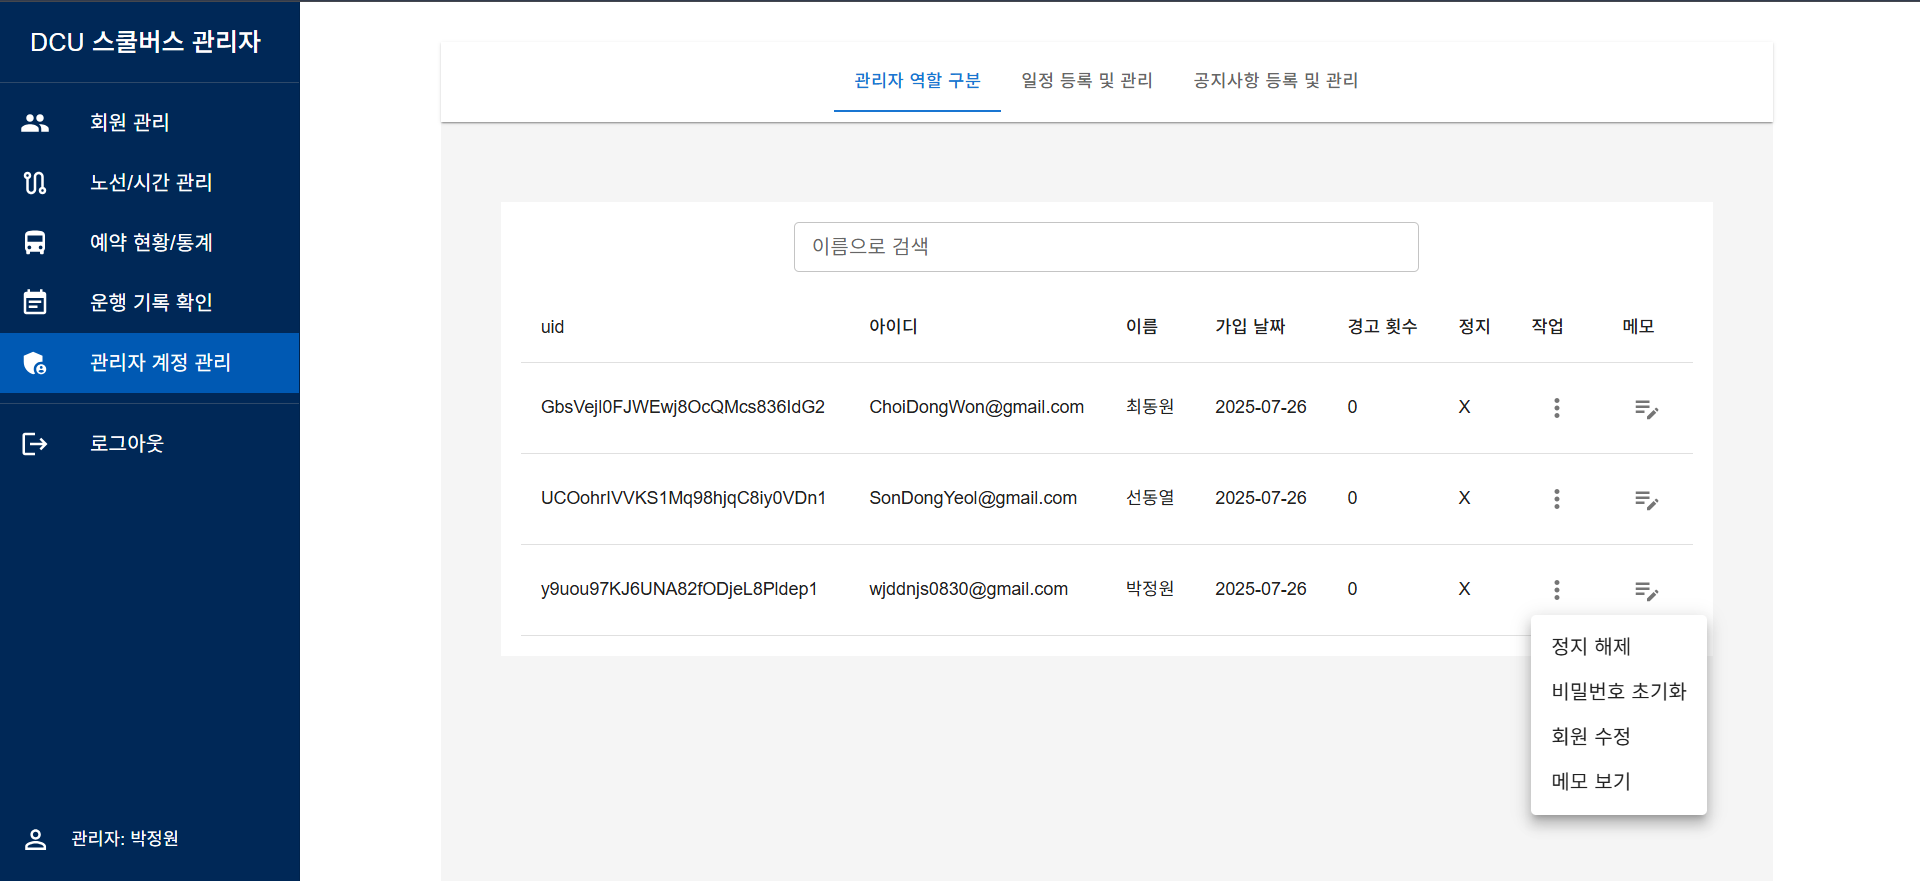 DCU 스쿨버스 관리자
회원 관리
노선/시간 관리
예약 현황/통계
운행 기록 확인
관리자 계정 관리
로그아웃
관리자: 박정원
관리자 역할 구분 일정 등록 및 관리 공지사항 등록 및 관리
이름으로 검색
uid 아이디 이름 가입 날짜 경고 횟수 정지 작업 메모
GbsVejl0FJWEwj8OcQMcs836IdG2 ChoiDongWon@gmail.com 최동원 2025-07-26 0 X
UCOohrIVVKS1Mq98hjqC8iy0VDn1 SonDongYeol@gmail.com 선동열 2025-07-26 0 X
y9uou97KJ6UNA82fODjeL8Pldep1 wjddnjs0830@gmail.com 박정원 2025-07-26 0 X
정지 해제
비밀번호 초기화
회원 수정
메모 보기